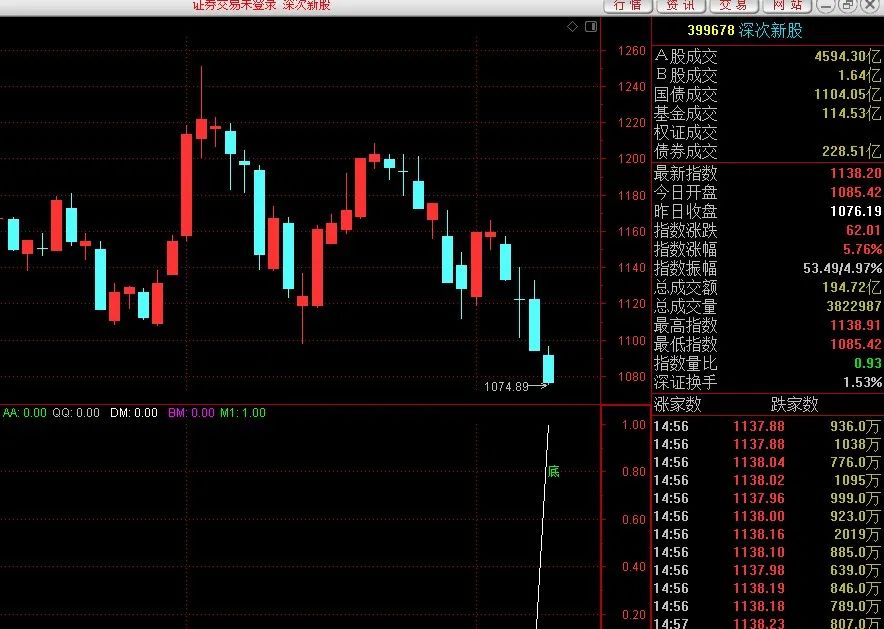 证券交易未登录 深次新股
行情 资讯 交易 网站
399678 深次新股
A股成交 4594.30亿
B股成交 1.64亿
国债成交 1104.05亿
基金成交 114.53亿
权证成交
债券成交 228.51亿
最新指数 1138.20
今日开盘 1085.42
昨日收盘 1076.19
指数涨跌 62.01
指数涨幅 5.76%
指数振幅 53.49/4.97%
总成交额 194.72亿
总成交量 3822987
最高指数 1138.91
最低指数 1085.42
指数量比 0.93
深证换手 1.53%
涨家数 跌家数
14:56 1137.88 936.0万
14:56 1137.88 1038万
14:56 1138.04 776.0万
14:56 1138.02 1095万
14:56 1137.96 999.0万
14:56 1138.00 923.0万
14:56 1138.16 2019万
14:56 1138.10 885.0万
14:56 1137.98 639.0万
14:56 1138.19 846.0万
14:56 1138.18 789.0万
14:57 1138.23 807.0万
1260
1240
1220
1200
1180
1160
1140
1120
1100
1080
1074.89
AA: 0.00 QQ: 0.00 DM: 0.00 BM: 0.00 M1: 1.00
1.00
0.80
0.60
0.40
0.20
底